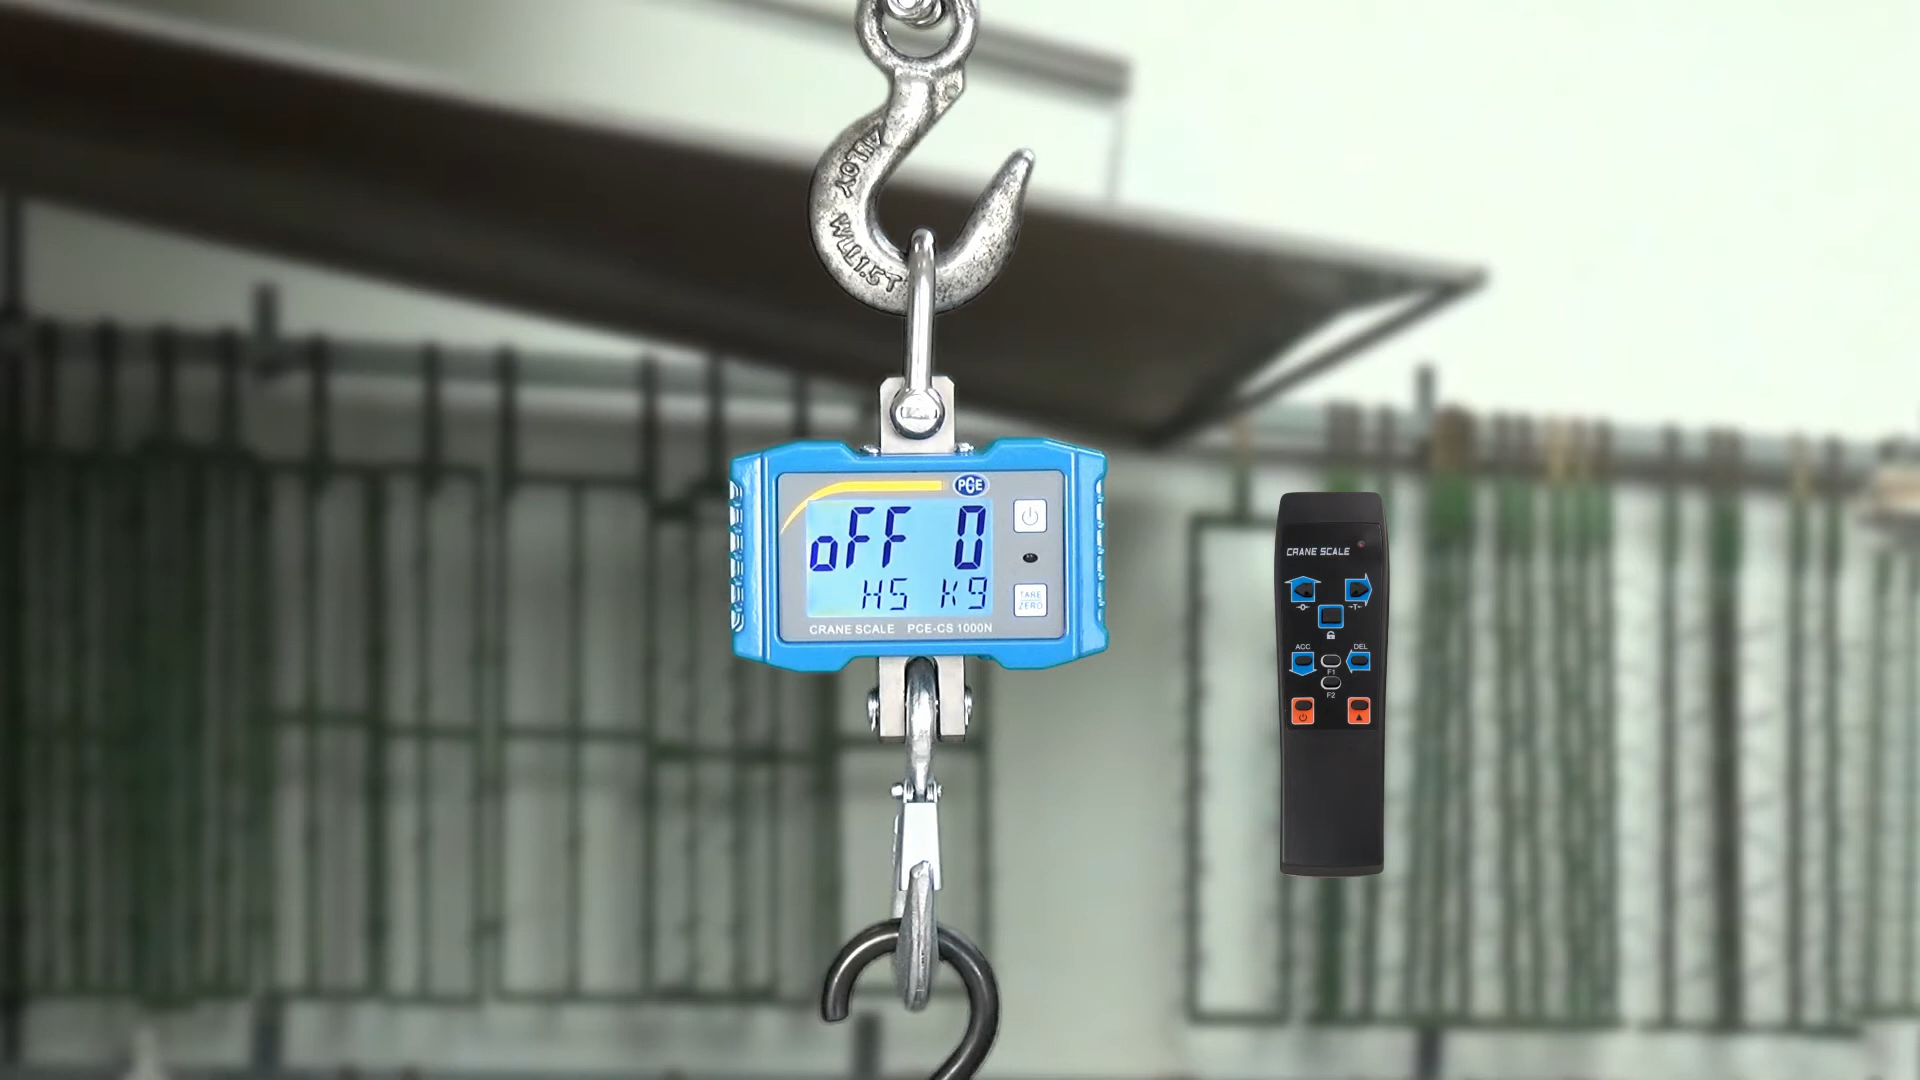 ALLOY
WLL1.5T
PCE
oFF 0
HS Kg
TARE
ZERO
CRANE SCALE PCE-CS 1000N
CRANE SCALE
→0←
→T←
ACC
DEL
F1
F2